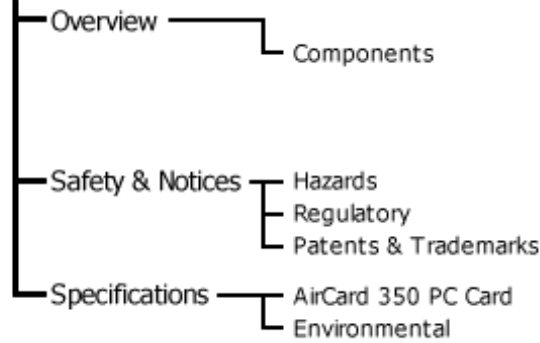 Overview
Components
Safety & Notices
Hazards
Regulatory
Patents & Trademarks
Specifications
AirCard 350 PC Card
Environmental